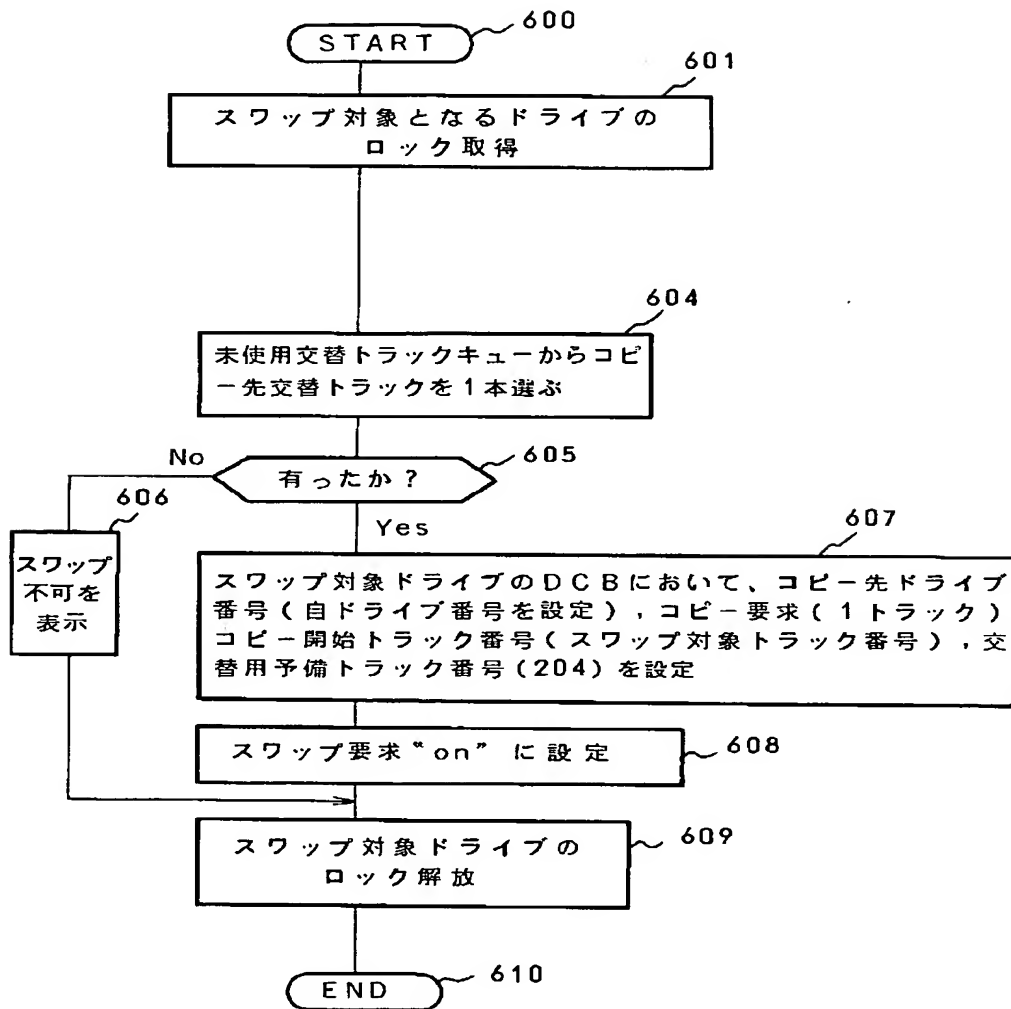 START
600
601
スワップ対象となるドライブの
ロック取得
604
未使用交替トラックキューからコピ
ー先交替トラックを1本選ぶ
No
有ったか?
605
606
Yes
607
スワップ
不可を
表示
スワップ対象ドライブのDCBにおいて、コピー先ドライブ
番号(自ドライブ番号を設定),コピー要求(1トラック)
コピー開始トラック番号(スワップ対象トラック番号),交
替用予備トラック番号(204)を設定
スワップ要求“on”に設定
608
スワップ対象ドライブの
ロック解放
609
END
610